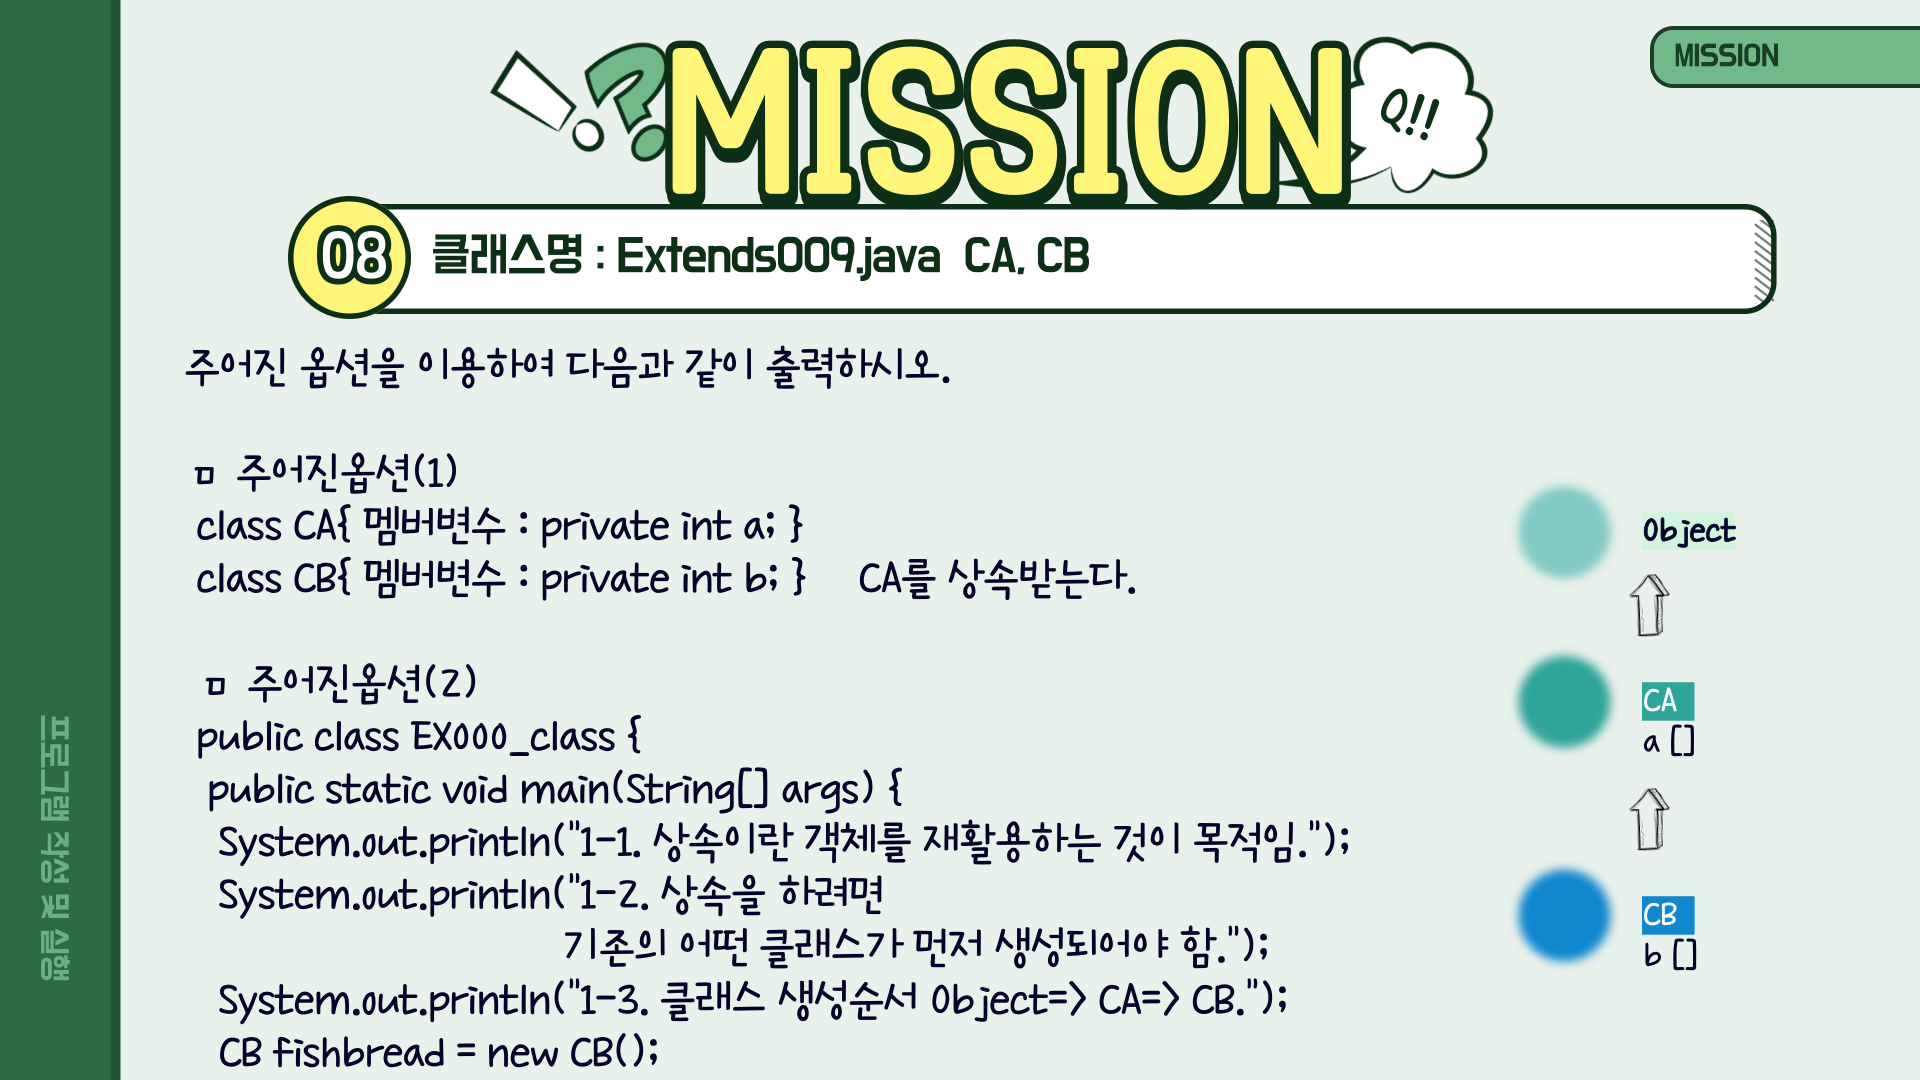 !?
MISSION
Q!!
MISSION
08
클래스명 : Extends009.java CA, CB
주어진 옵션을 이용하여 다음과 같이 출력하시오.
ㅁ 주어진옵션(1)
class CA{ 멤버변수 : private int a; }
class CB{ 멤버변수 : private int b; } CA를 상속받는다.
ㅁ 주어진옵션(2)
public class EX000_class {
public static void main(String[] args) {
System.out.println("1-1. 상속이란 객체를 재활용하는 것이 목적임.");
System.out.println("1-2. 상속을 하려면
기존의 어떤 클래스가 먼저 생성되어야 함.");
System.out.println("1-3. 클래스 생성순서 Object=> CA=> CB.");
CB fishbread = new CB();
Object
CA
a []
CB
b []
프로그램 작성 및 실행